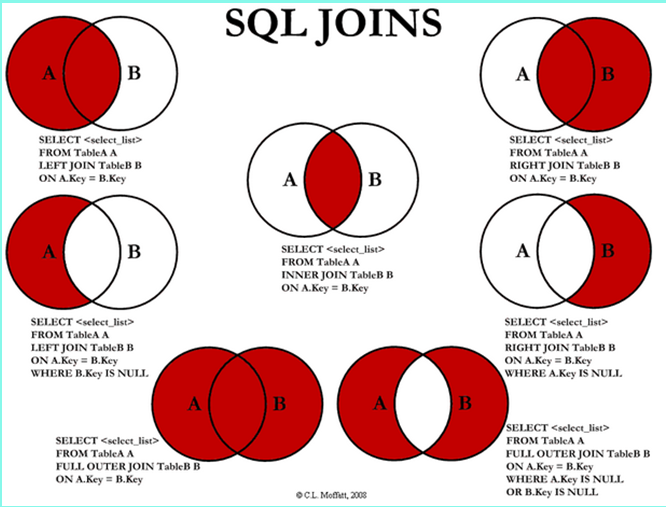 SQL JOINS
A B
SELECT <select_list>
FROM TableA A
LEFT JOIN TableB B
ON A.Key = B.Key
A B
SELECT <select_list>
FROM TableA A
RIGHT JOIN TableB B
ON A.Key = B.Key
A B
SELECT <select_list>
FROM TableA A
INNER JOIN TableB B
ON A.Key = B.Key
A B
SELECT <select_list>
FROM TableA A
LEFT JOIN TableB B
ON A.Key = B.Key
WHERE B.Key IS NULL
A B
SELECT <select_list>
FROM TableA A
RIGHT JOIN TableB B
ON A.Key = B.Key
WHERE A.Key IS NULL
A B
SELECT <select_list>
FROM TableA A
FULL OUTER JOIN TableB B
ON A.Key = B.Key
A B
SELECT <select_list>
FROM TableA A
FULL OUTER JOIN TableB B
ON A.Key = B.Key
WHERE A.Key IS NULL
OR B.Key IS NULL
© C.L. Moffatt, 2008